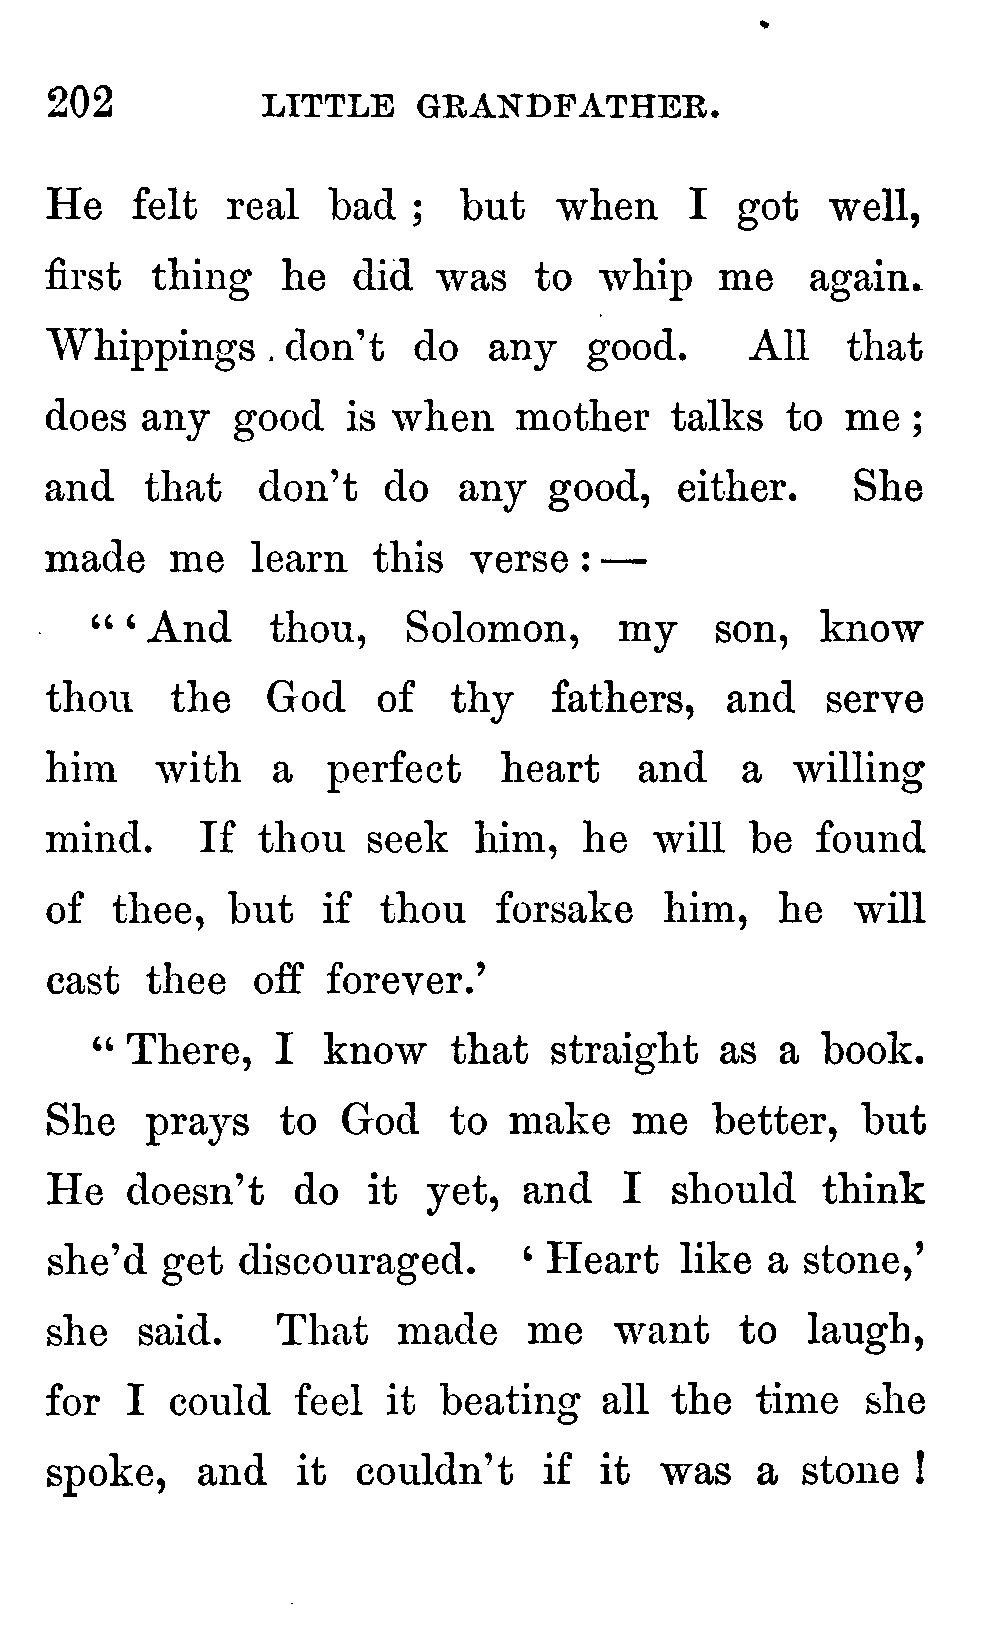 202 LITTLE GRANDFATHER.
He felt real bad ; but when I got well,
first thing he did was to whip me again.
Whippings . don't do any good. All that
does any good is when mother talks to me ;
and that don't do any good, either. She
made me learn this verse : —
" ' And thou, Solomon, my son, know
thou the God of thy fathers, and serve
him with a perfect heart and a willing
mind. If thou seek him, he will be found
of thee, but if thou forsake him, he will
cast thee off forever.'
" There, I know that straight as a book.
She prays to God to make me better, but
He doesn't do it yet, and I should think
she'd get discouraged. ' Heart like a stone,'
she said. That made me want to laugh,
for I could feel it beating all the time she
spoke, and it couldn't if it was a stone !